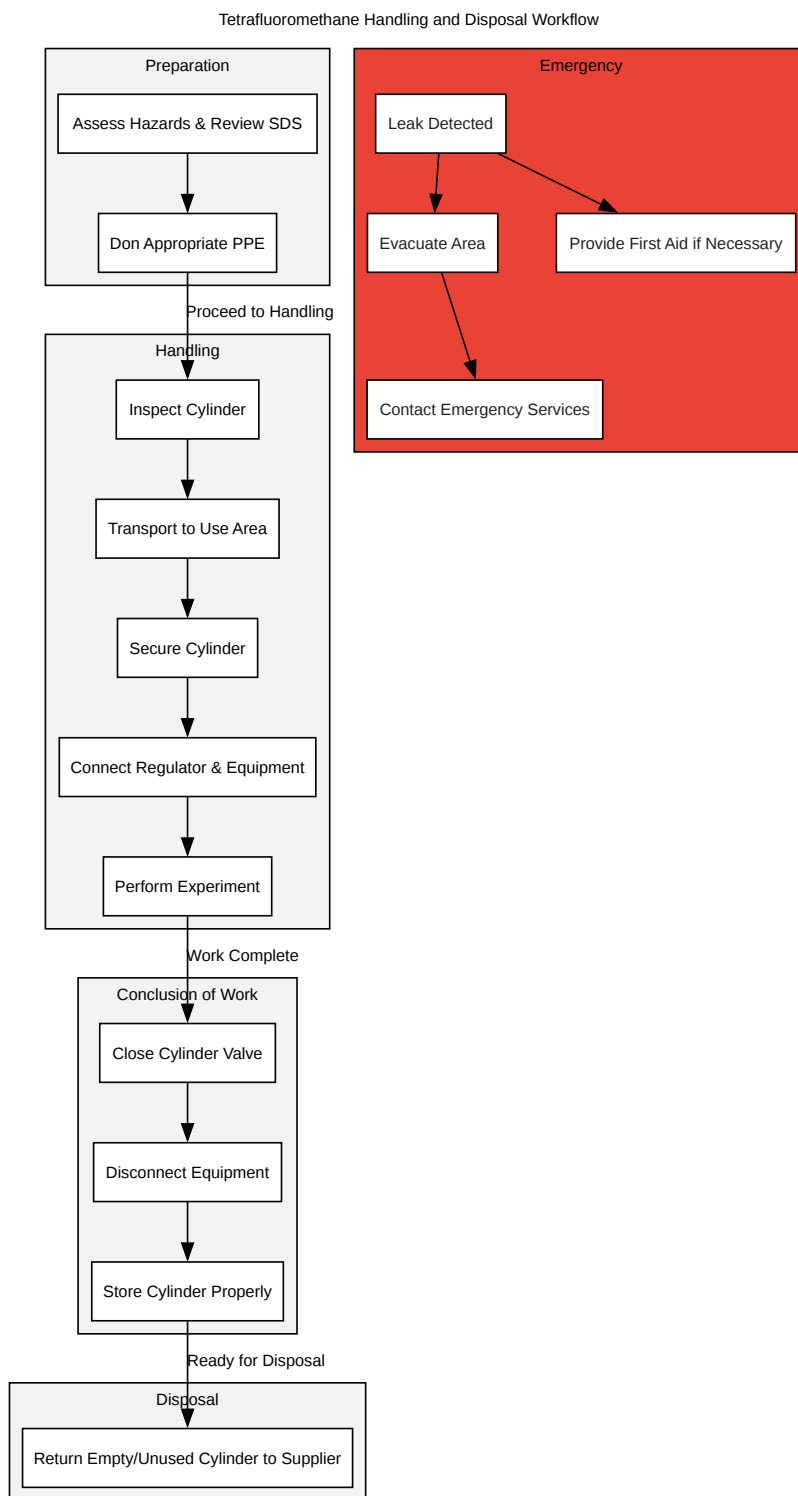 Tetrafluoromethane Handling and Disposal Workflow
Preparation
Assess Hazards & Review SDS
Don Appropriate PPE
Proceed to Handling
Handling
Inspect Cylinder
Transport to Use Area
Secure Cylinder
Connect Regulator & Equipment
Perform Experiment
Work Complete
Conclusion of Work
Close Cylinder Valve
Disconnect Equipment
Store Cylinder Properly
Ready for Disposal
Disposal
Return Empty/Unused Cylinder to Supplier
Emergency
Leak Detected
Evacuate Area
Provide First Aid if Necessary
Contact Emergency Services